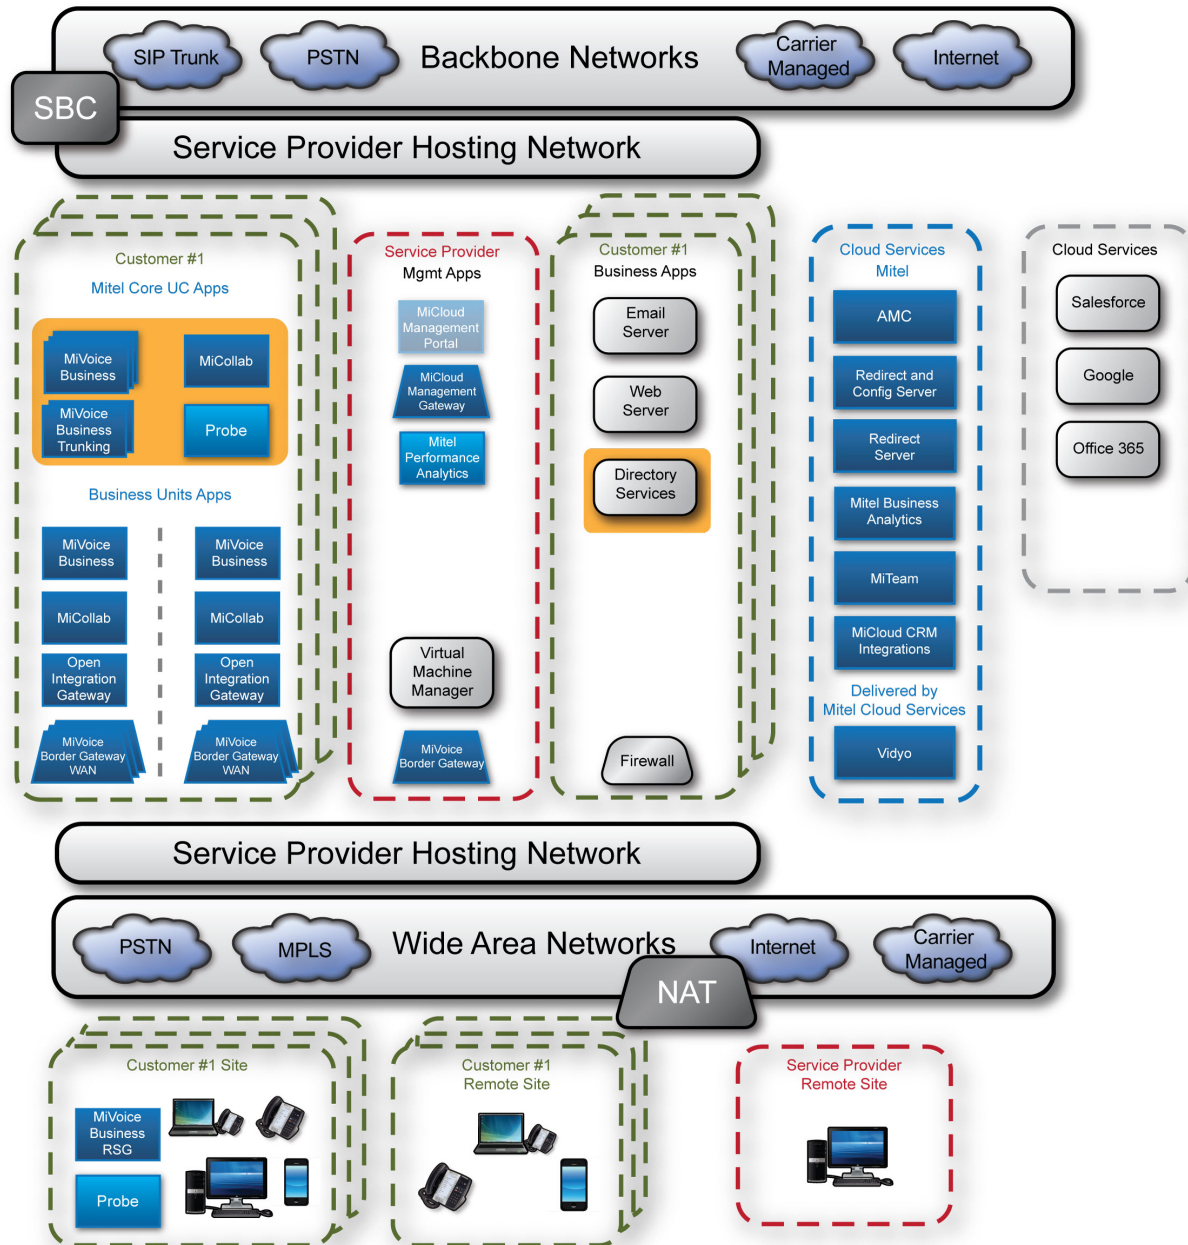 SIP Trunk
PSTN
Backbone Networks
Carrier
Managed
Internet
SBC
Service Provider Hosting Network
Customer #1
Mitel Core UC Apps
MiVoice
Business
MiCollab
MiVoice
Business
Trunking
Probe
Business Units Apps
MiVoice
Business
MiVoice
Business
MiCollab
MiCollab
Open
Integration
Gateway
Open
Integration
Gateway
MiVoice
Border Gateway
WAN
MiVoice
Border Gateway
WAN
Service Provider
Mgmt Apps
MiCloud
Management
Portal
MiCloud
Management
Gateway
Mitel
Performance
Analytics
Virtual
Machine
Manager
MiVoice
Border Gateway
Customer #1
Business Apps
Email
Server
Web
Server
Directory
Services
Firewall
Cloud Services
Mitel
AMC
Redirect and
Config Server
Redirect
Server
Mitel Business
Analytics
MiTeam
MiCloud CRM
Integrations
Delivered by
Mitel Cloud Services
Vidyo
Cloud Services
Salesforce
Google
Office 365
Service Provider Hosting Network
PSTN
MPLS
Wide Area Networks
Internet
Carrier
Managed
NAT
Customer #1 Site
MiVoice
Business
RSG
Probe
Customer #1
Remote Site
Service Provider
Remote Site